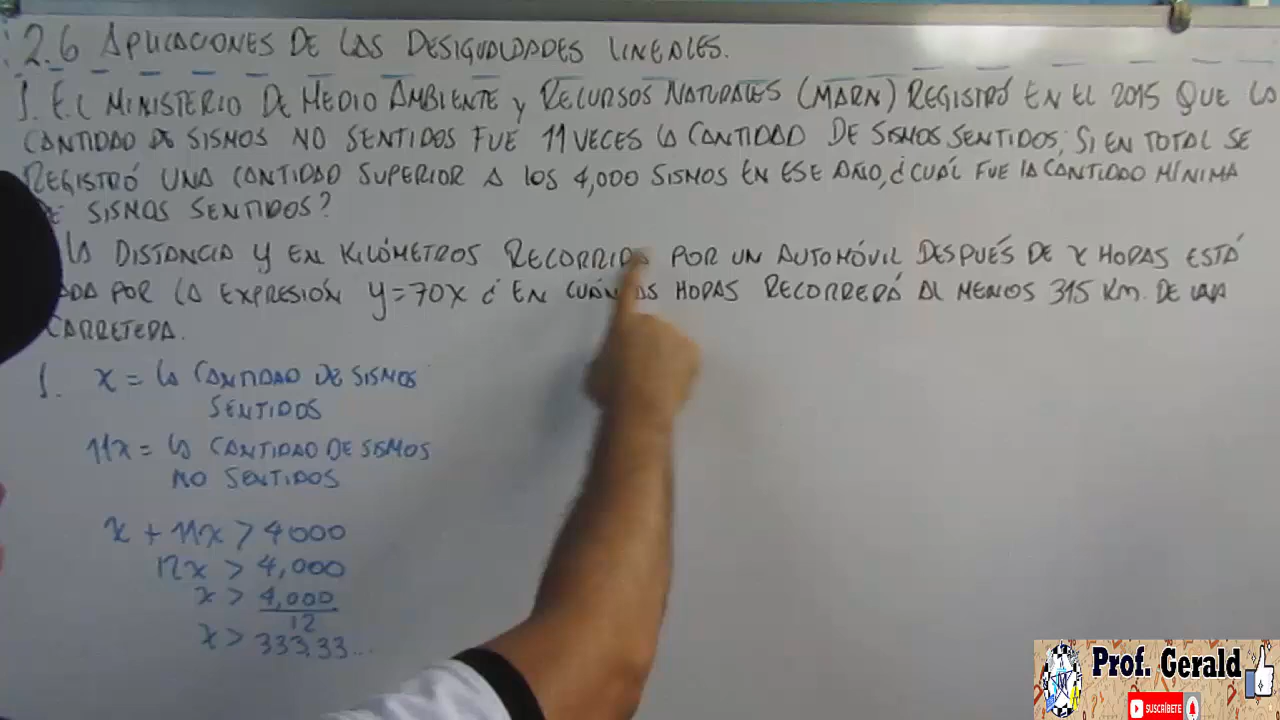 2.6 APLICACIONES DE LAS DESIGUALDADES LINEALES.
1. EL MINISTERIO DE MEDIO AMBIENTE Y RECURSOS NATURALES (MARN) REGISTRÓ EN EL 2015 QUE LA
CANTIDAD DE SISMOS NO SENTIDOS FUE 11 VECES LA CANTIDAD DE SISMOS SENTIDOS; SI EN TOTAL SE
REGISTRÓ UNA CANTIDAD SUPERIOR A LOS 4,000 SISMOS EN ESE AÑO, ¿CUÁL FUE LA CANTIDAD MÍNIMA
DE SISMOS SENTIDOS?
LA DISTANCIA Y EN KILÓMETROS RECORRIDA POR UN AUTOMÓVIL DESPUÉS DE X HORAS ESTÁ
POR LA EXPRESIÓN y=70x ¿ EN HORAS RECORRERÁ AL MENOS 315 KM. DE UNA
CARRETERA.
1. x = LA CANTIDAD DE SISMOS
SENTIDOS
11x = LA CANTIDAD DE SISMOS
NO SENTIDOS
x + 11x > 4000
12x > 4,000
x > 4,000
12
x > 333.33...
Prof. Gerald
SUSCRÍBETE